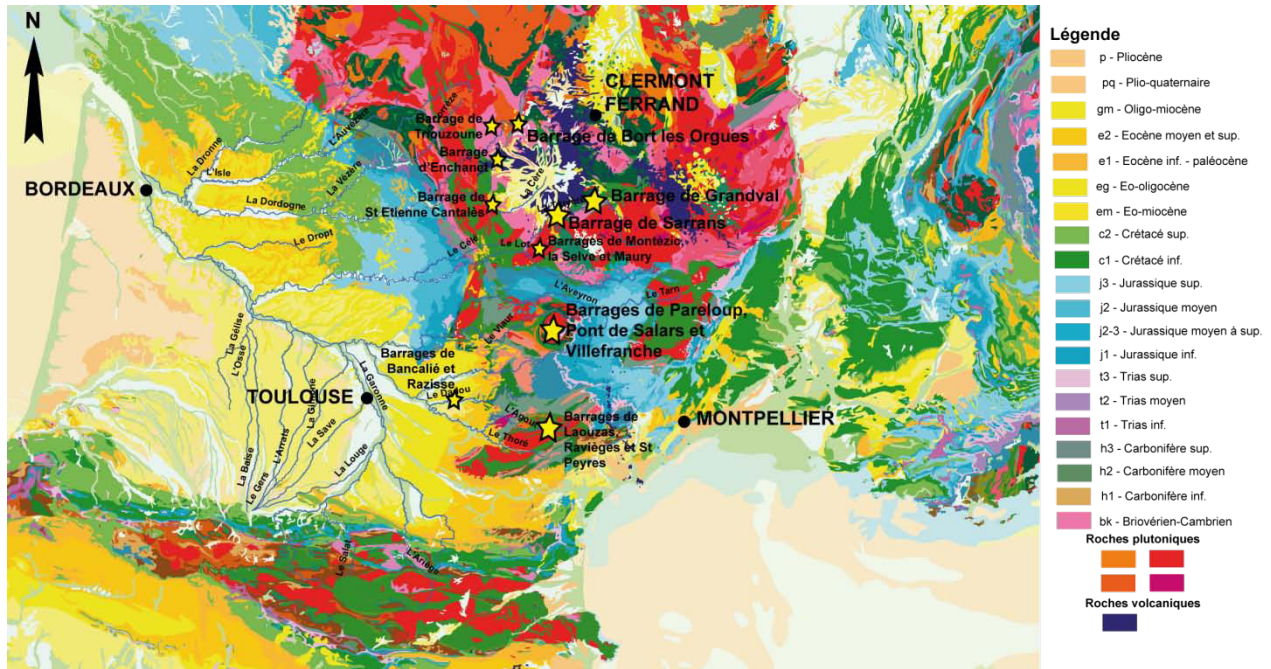 N
CLERMONT
FERRAND
Barrage de
Triouzoune
Barrage de Bort les Orgues
Barrage
d'Enchanet
L'Auvézère
La Dronne
L'Isle
La Vézère
BORDEAUX
La Cère
La Dordogne
Barrage de
St Etienne Cantalès
Barrage de Grandval
Barrage de Sarrans
Le Dropt
Le Célé
Le Lot
Barrages de Montézic,
la Selve et Maury
L'Aveyron
Le Tarn
Barrages de Pareloup,
Pont de Salars et
Villefranche
Le Viaur
La Gélise
L'Osse
Barrages de
Bancalié et
Razisse
La Garonne
TOULOUSE
Le Dadou
La Gimone
La Save
L'Arrats
L'Agout
Le Thoré
Barrages de
Laouzas,
Ravièges et St
Peyres
MONTPELLIER
La Baïse
Le Gers
La Louge
Le Salat
L'Ariège
Légende
p - Pliocène
pq - Plio-quaternaire
gm - Oligo-miocène
e2 - Eocène moyen et sup.
e1 - Eocène inf. - paléocène
eg - Eo-oligocène
em - Eo-miocène
c2 - Crétacé sup.
c1 - Crétacé inf.
j3 - Jurassique sup.
j2 - Jurassique moyen
j2-3 - Jurassique moyen à sup.
j1 - Jurassique inf.
t3 - Trias sup.
t2 - Trias moyen
t1 - Trias inf.
h3 - Carbonifère sup.
h2 - Carbonifère moyen
h1 - Carbonifère inf.
bk - Briovérien-Cambrien
Roches plutoniques
Roches volcaniques